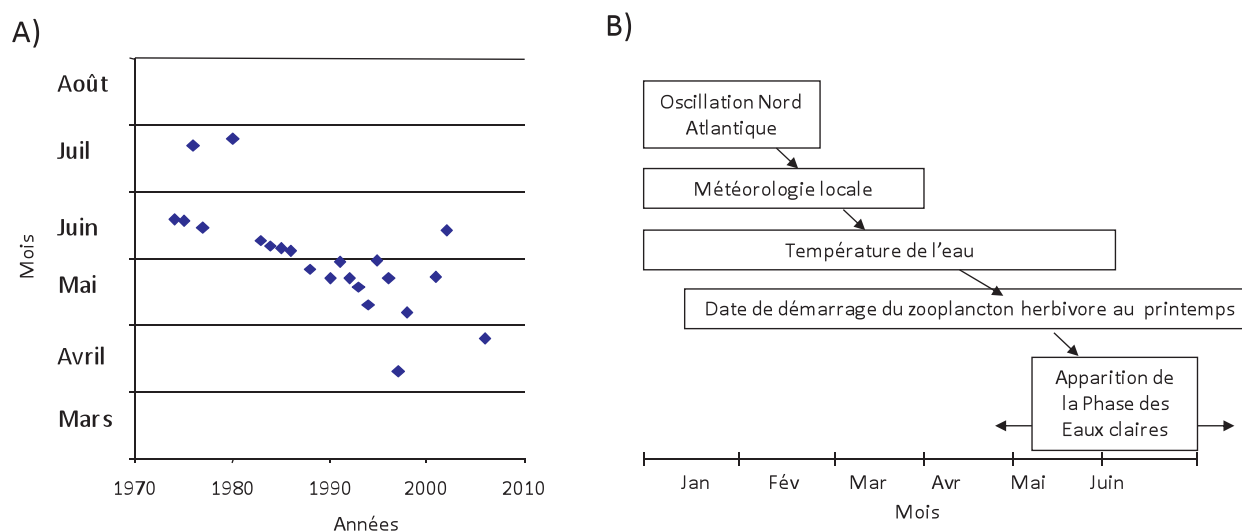 A)
Août
Juil
Juin
Mai
Avril
Mars
Mois
1970 1980 1990 2000 2010
Années
B)
Oscillation Nord
Atlantique
Météorologie locale
Température de l'eau
Date de démarrage du zooplancton herbivore au printemps
Apparition de
la Phase des
Eaux claires
Jan Fév Mar Avr Mai Juin
Mois